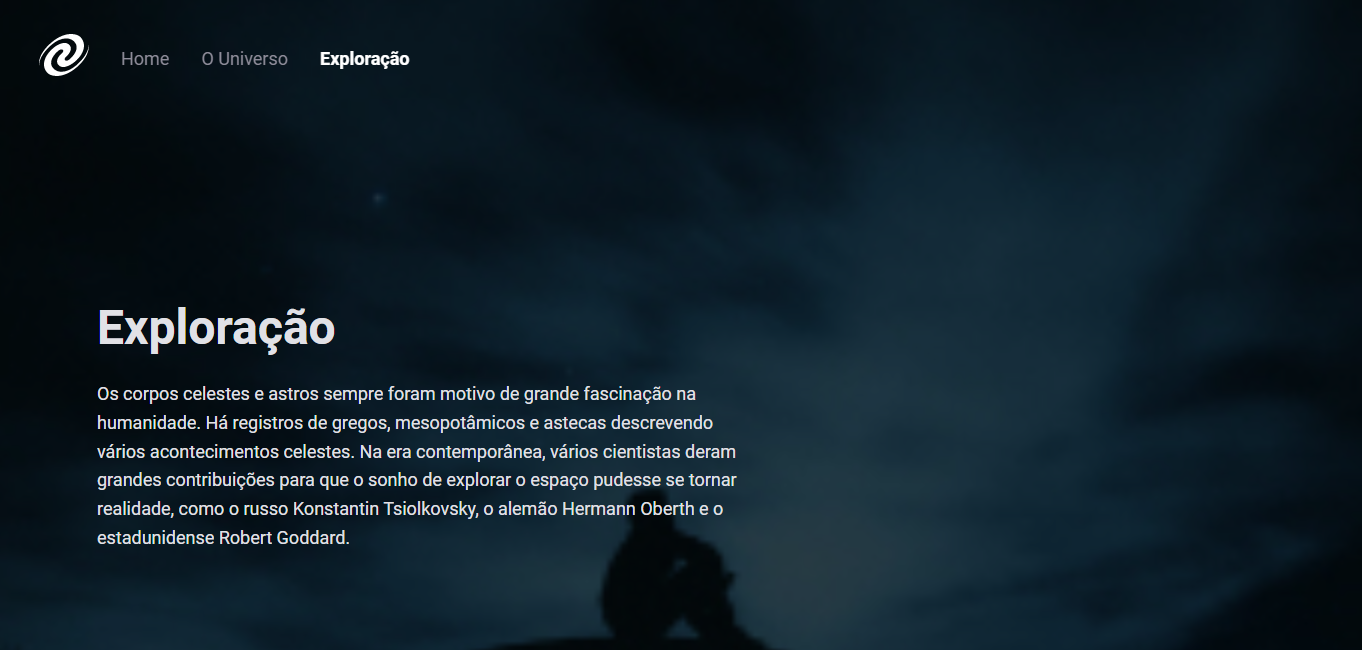 Home
O Universo
Exploração
Exploração
Os corpos celestes e astros sempre foram motivo de grande fascinação na
humanidade. Há registros de gregos, mesopotâmicos e astecas descrevendo
vários acontecimentos celestes. Na era contemporânea, vários cientistas deram
grandes contribuições para que o sonho de explorar o espaço pudesse se tornar
realidade, como o russo Konstantin Tsiolkovsky, o alemão Hermann Oberth e o
estadunidense Robert Goddard.